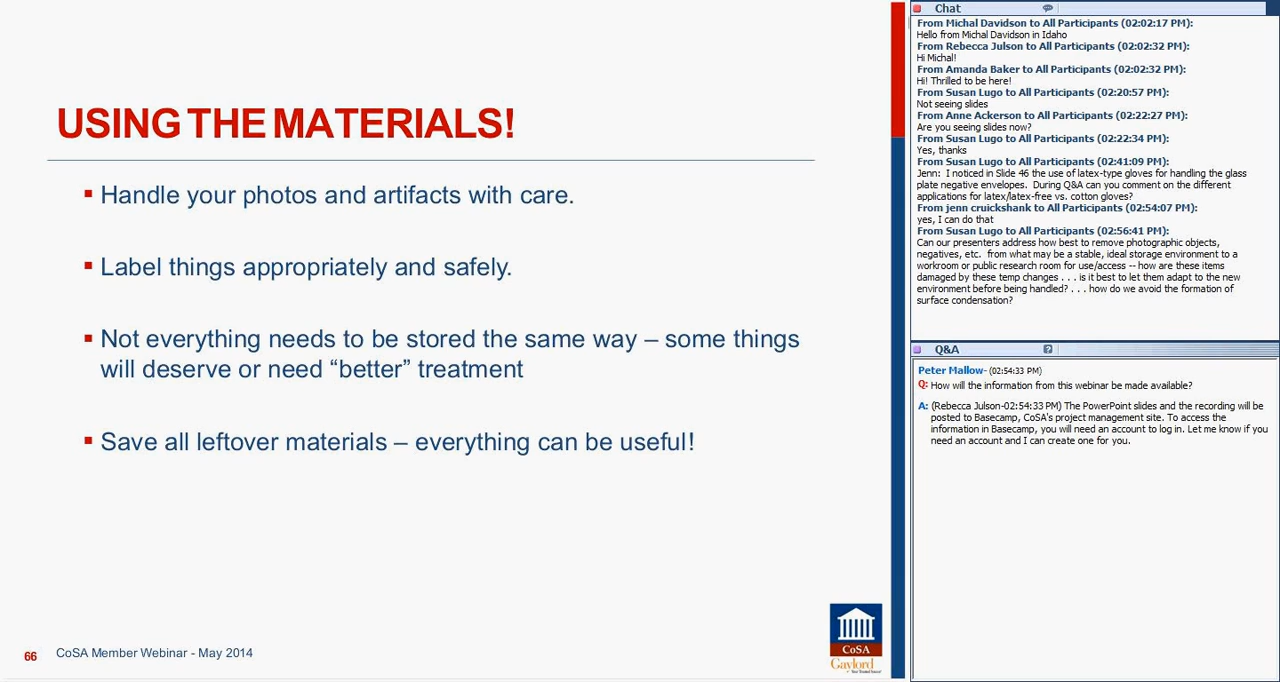 USING THE MATERIALS!
▪ Handle your photos and artifacts with care.
▪ Label things appropriately and safely.
▪ Not everything needs to be stored the same way – some things
will deserve or need “better” treatment
▪ Save all leftover materials – everything can be useful!
66 CoSA Member Webinar - May 2014
CoSA
Gaylord
Chat
From Michal Davidson to All Participants (02:02:17 PM):
Hello from Michal Davidson in Idaho
From Rebecca Julson to All Participants (02:02:32 PM):
Hi Michal!
From Amanda Baker to All Participants (02:02:32 PM):
Hi! Thrilled to be here!
From Susan Lugo to All Participants (02:20:57 PM):
Not seeing slides
From Anne Ackerson to All Participants (02:22:27 PM):
Are you seeing slides now?
From Susan Lugo to All Participants (02:22:34 PM):
Yes, thanks
From Susan Lugo to All Participants (02:41:09 PM):
Jenn: I noticed in Slide 46 the use of latex-type gloves for handling the glass
plate negative envelopes. During Q&A can you comment on the different
applications for latex/latex-free vs. cotton gloves?
From jenn cruickshank to All Participants (02:54:07 PM):
yes, I can do that
From Susan Lugo to All Participants (02:56:41 PM):
Can our presenters address how best to remove photographic objects,
negatives, etc. from what may be a stable, ideal storage environment to a
workroom or public research room for use/access -- how are these items
damaged by these temp changes . . . is it best to let them adapt to the new
environment before being handled? . . . how do we avoid the formation of
surface condensation?
Q&A
Peter Mallow- (02:54:33 PM)
Q: How will the information from this webinar be made available?
A: (Rebecca Julson-02:54:33 PM) The PowerPoint slides and the recording will be
posted to Basecamp, CoSA's project management site. To access the
information in Basecamp, you will need an account to log in. Let me know if you
need an account and I can create one for you.